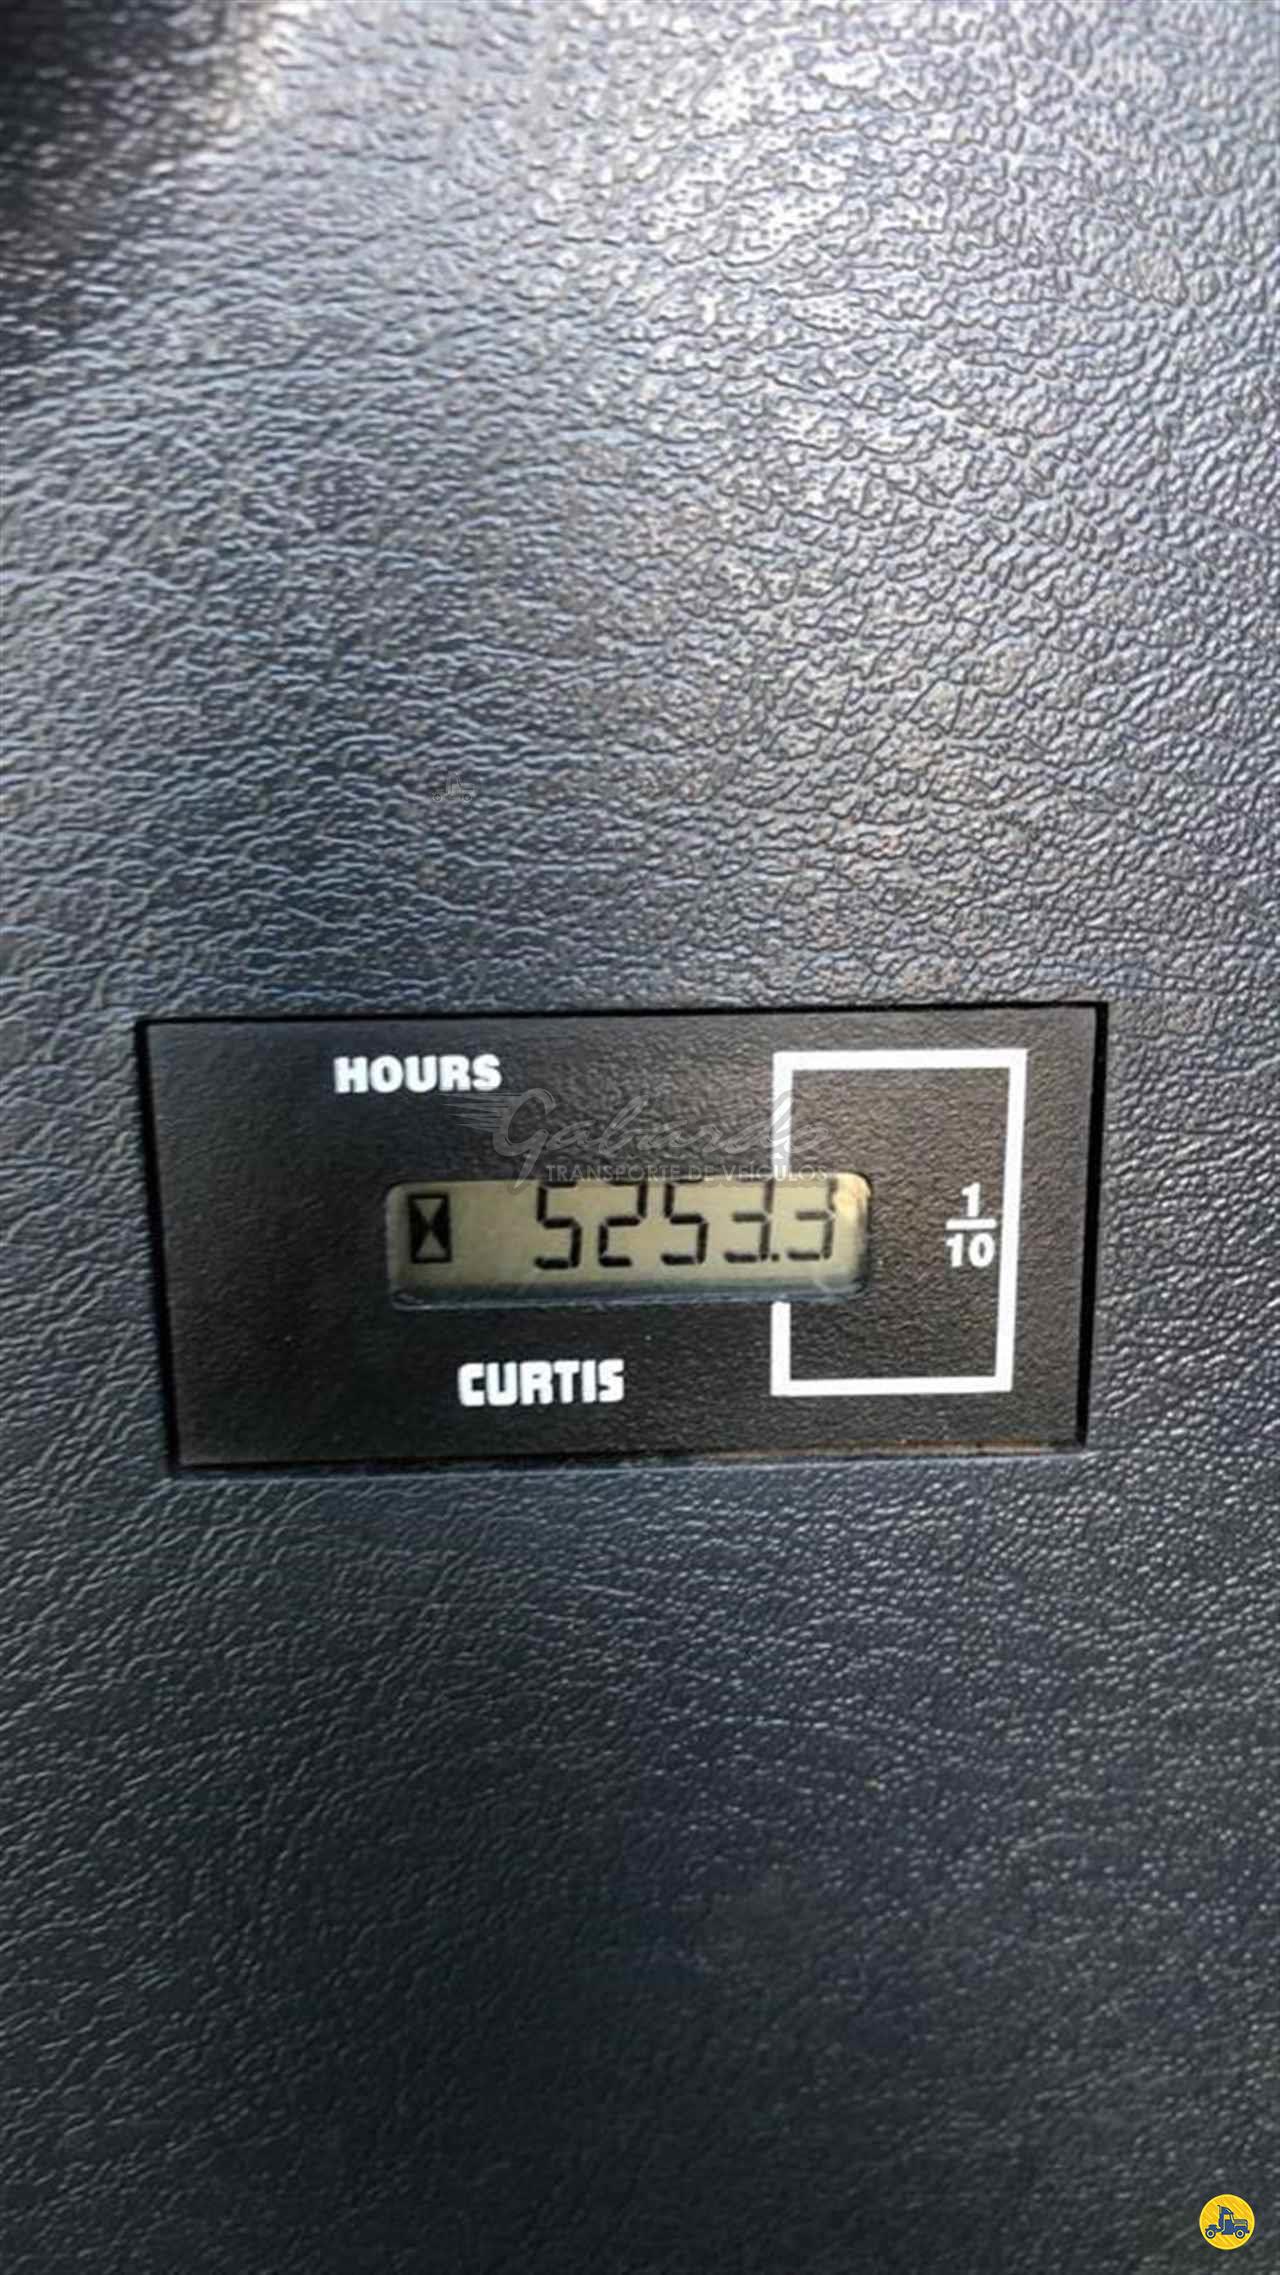 HOURS
Gabardo
TRANSPORTE DE VEÍCULOS
5253.3
1
10
CURTIS